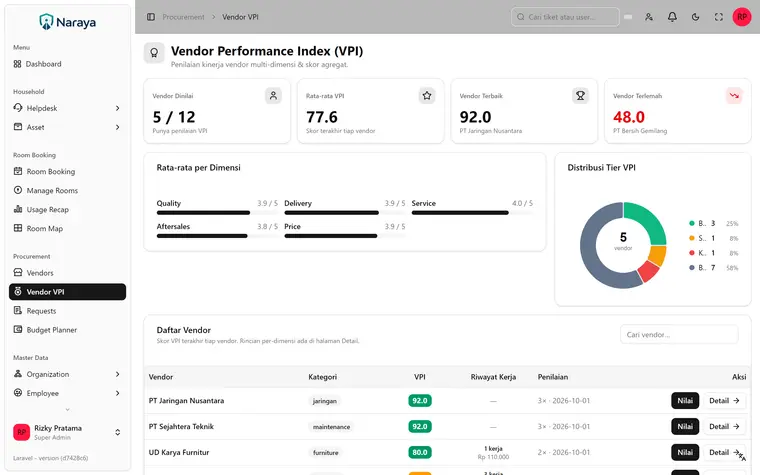 Naraya
Procurement > Vendor VPI
Cari tiket atau user...
RP
Menu
Dashboard
Household
Helpdesk
Asset
Room Booking
Room Booking
Manage Rooms
Usage Recap
Room Map
Procurement
Vendors
Vendor VPI
Requests
Budget Planner
Master Data
Organization
Employee
RP
Rizky Pratama
Super Admin
Laravel - version (d7428c6)
Vendor Performance Index (VPI)
Penilaian kinerja vendor multi-dimensi & skor agregat.
Vendor Dinilai
5 / 12
Punya penilaian VPI
Rata-rata VPI
77.6
Skor terakhir tiap vendor
Vendor Terbaik
92.0
PT Jaringan Nusantara
Vendor Terlemah
48.0
PT Bersih Gemilang
Rata-rata per Dimensi
Quality 3.9 / 5
Delivery 3.9 / 5
Service 4.0 / 5
Aftersales 3.8 / 5
Price 3.9 / 5
Distribusi Tier VPI
5
vendor
B.. 3 25%
S.. 1 8%
K.. 1 8%
B.. 7 58%
Daftar Vendor
Skor VPI terakhir tiap vendor. Rincian per-dimensi ada di halaman Detail.
Cari vendor...
Vendor Kategori VPI Riwayat Kerja Penilaian Aksi
PT Jaringan Nusantara jaringan 92.0 — 3× · 2026-10-01 Nilai Detail →
PT Sejahtera Teknik maintenance 92.0 — 3× · 2026-10-01 Nilai Detail →
UD Karya Furnitur furniture 80.0 1 kerja 2× · 2026-10-01 Nilai Detail →
Rp 110.000